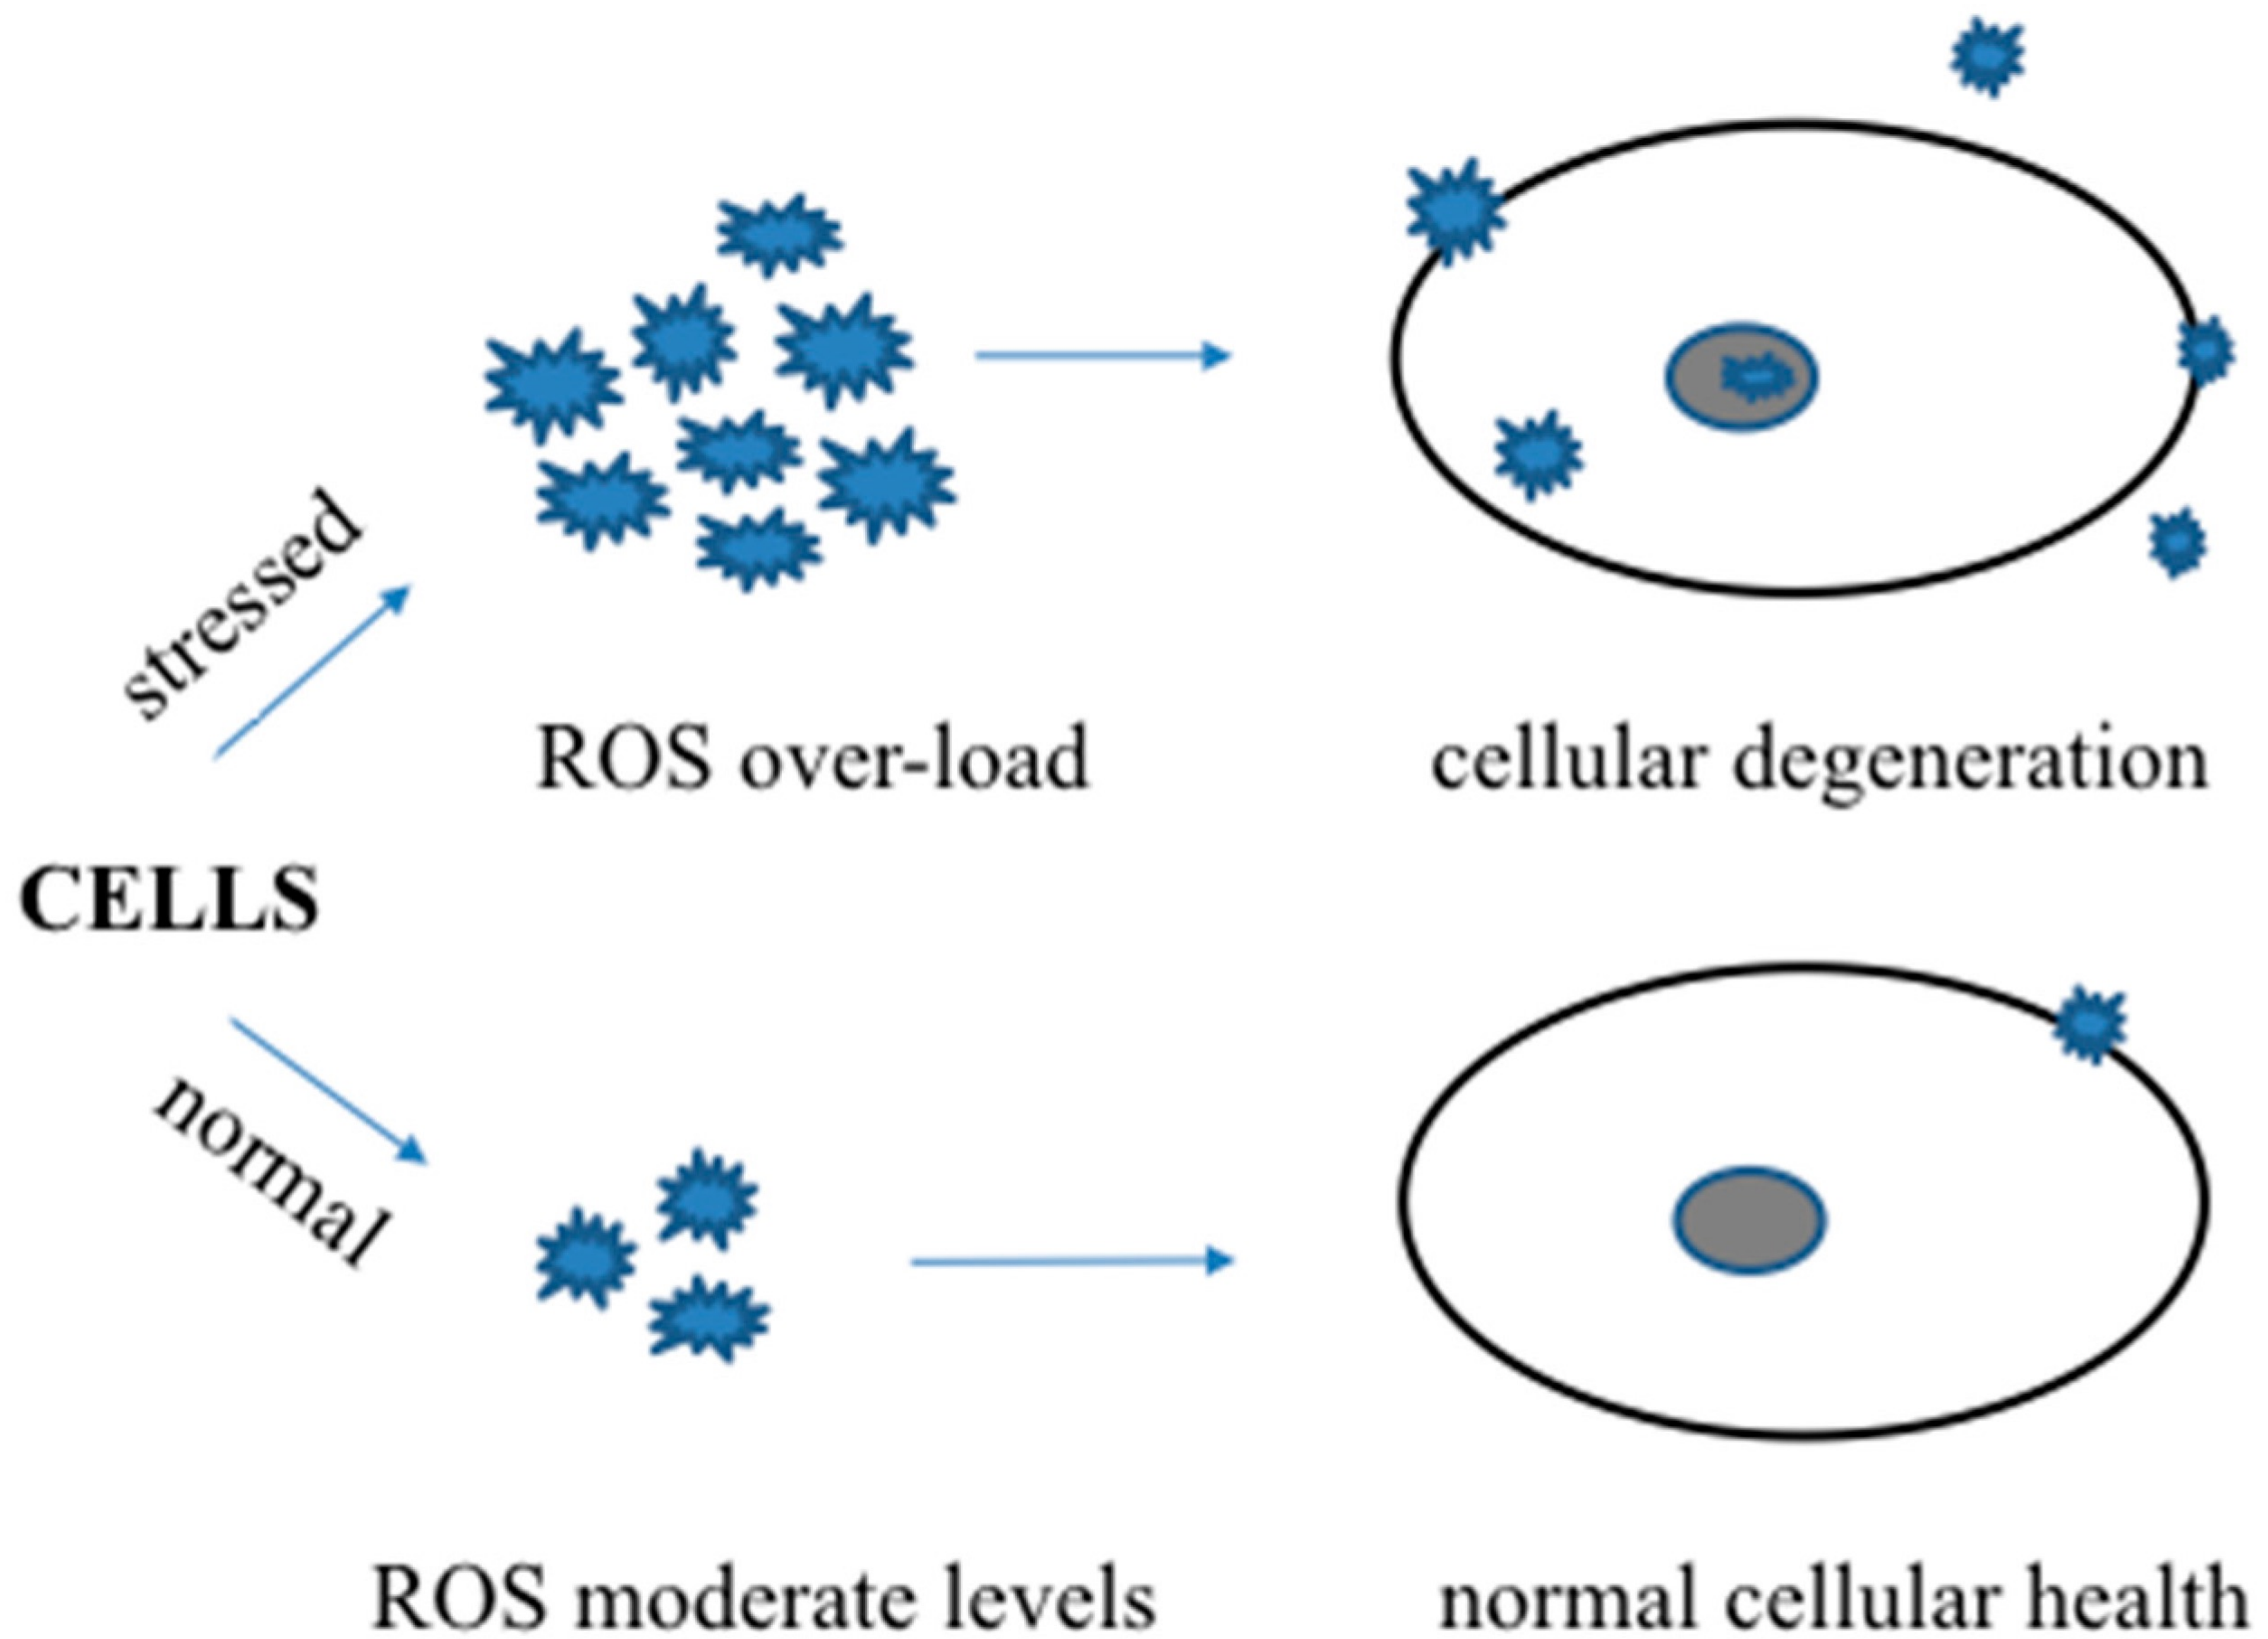 stressed
ROS over-load
cellular degeneration
CELLS
normal
ROS moderate levels
normal cellular health